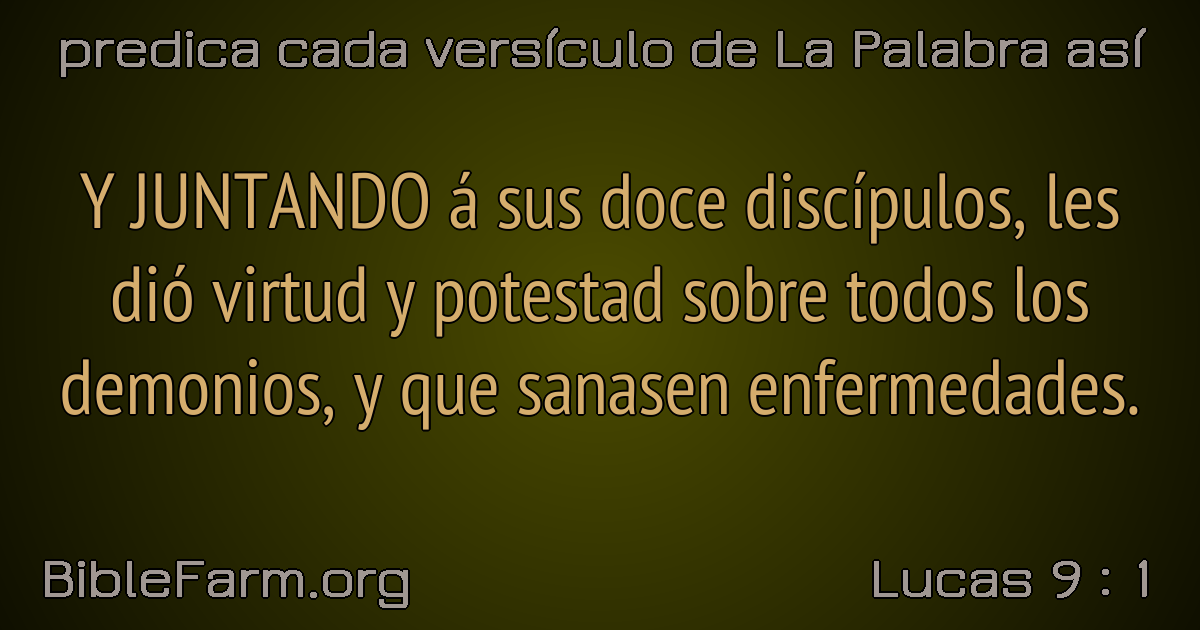 predica cada versículo de La Palabra así
Y JUNTANDO á sus doce discípulos, les
dió virtud y potestad sobre todos los
demonios, y que sanasen enfermedades.
BibleFarm.org
Lucas 9 : 1